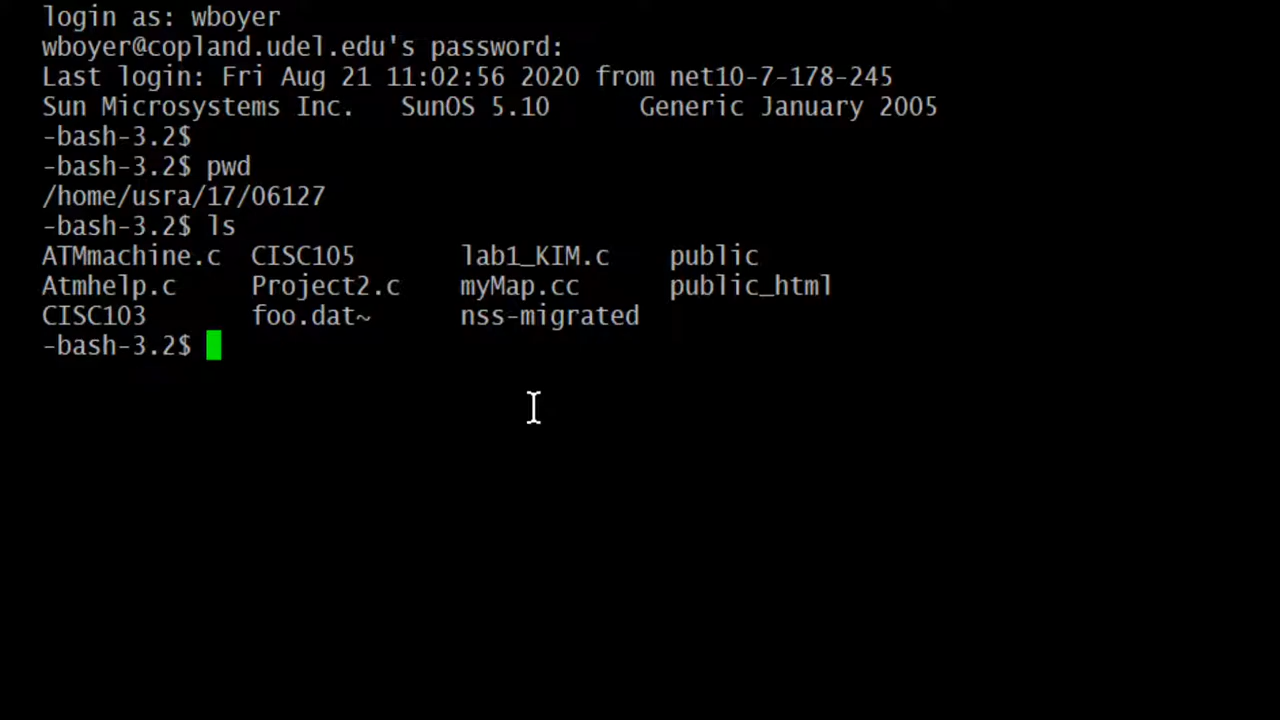 login as: wboyer
wboyer@copland.udel.edu's password:
Last login: Fri Aug 21 11:02:56 2020 from net10-7-178-245
Sun Microsystems Inc.   SunOS 5.10      Generic January 2005
-bash-3.2$
-bash-3.2$ pwd
/home/usra/17/06127
-bash-3.2$ ls
ATMmachine.c  CISC105       lab1_KIM.c    public
Atmhelp.c     Project2.c    myMap.cc      public_html
CISC103       foo.dat~      nss-migrated
-bash-3.2$